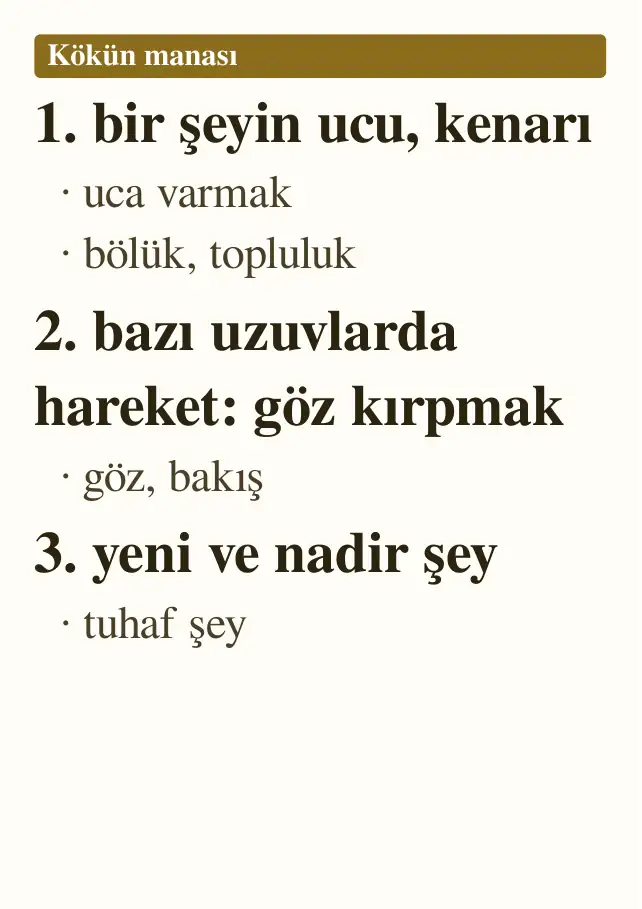 Kökün manası
1. bir şeyin ucu, kenarı
· uca varmak
· bölük, topluluk
2. bazı uzuvlarda
hareket: göz kırpmak
· göz, bakış
3. yeni ve nadir şey
· tuhaf şey